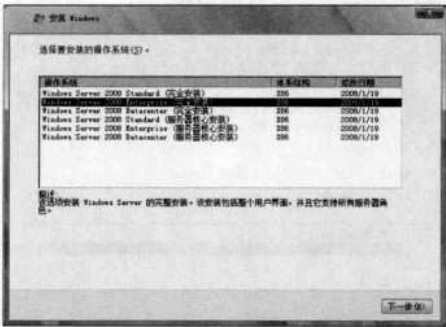 安装 Windows
选择要安装的操作系统(S)。
操作系统 体系结构 修改日期
Windows Server 2008 Standard (完全安装) X86 2008/1/19
Windows Server 2008 Enterprise (完全安装) X86 2008/1/19
Windows Server 2008 Datacenter (完全安装) X86 2008/1/19
Windows Server 2008 Standard (服务器核心安装) X86 2008/1/19
Windows Server 2008 Enterprise (服务器核心安装) X86 2008/1/19
Windows Server 2008 Datacenter (服务器核心安装) X86 2008/1/19
描述:
该选项安装 Windows Server 的完整安装。该安装包括整个用户界面，并且它支持所有服务器角
色。
下一步(N)